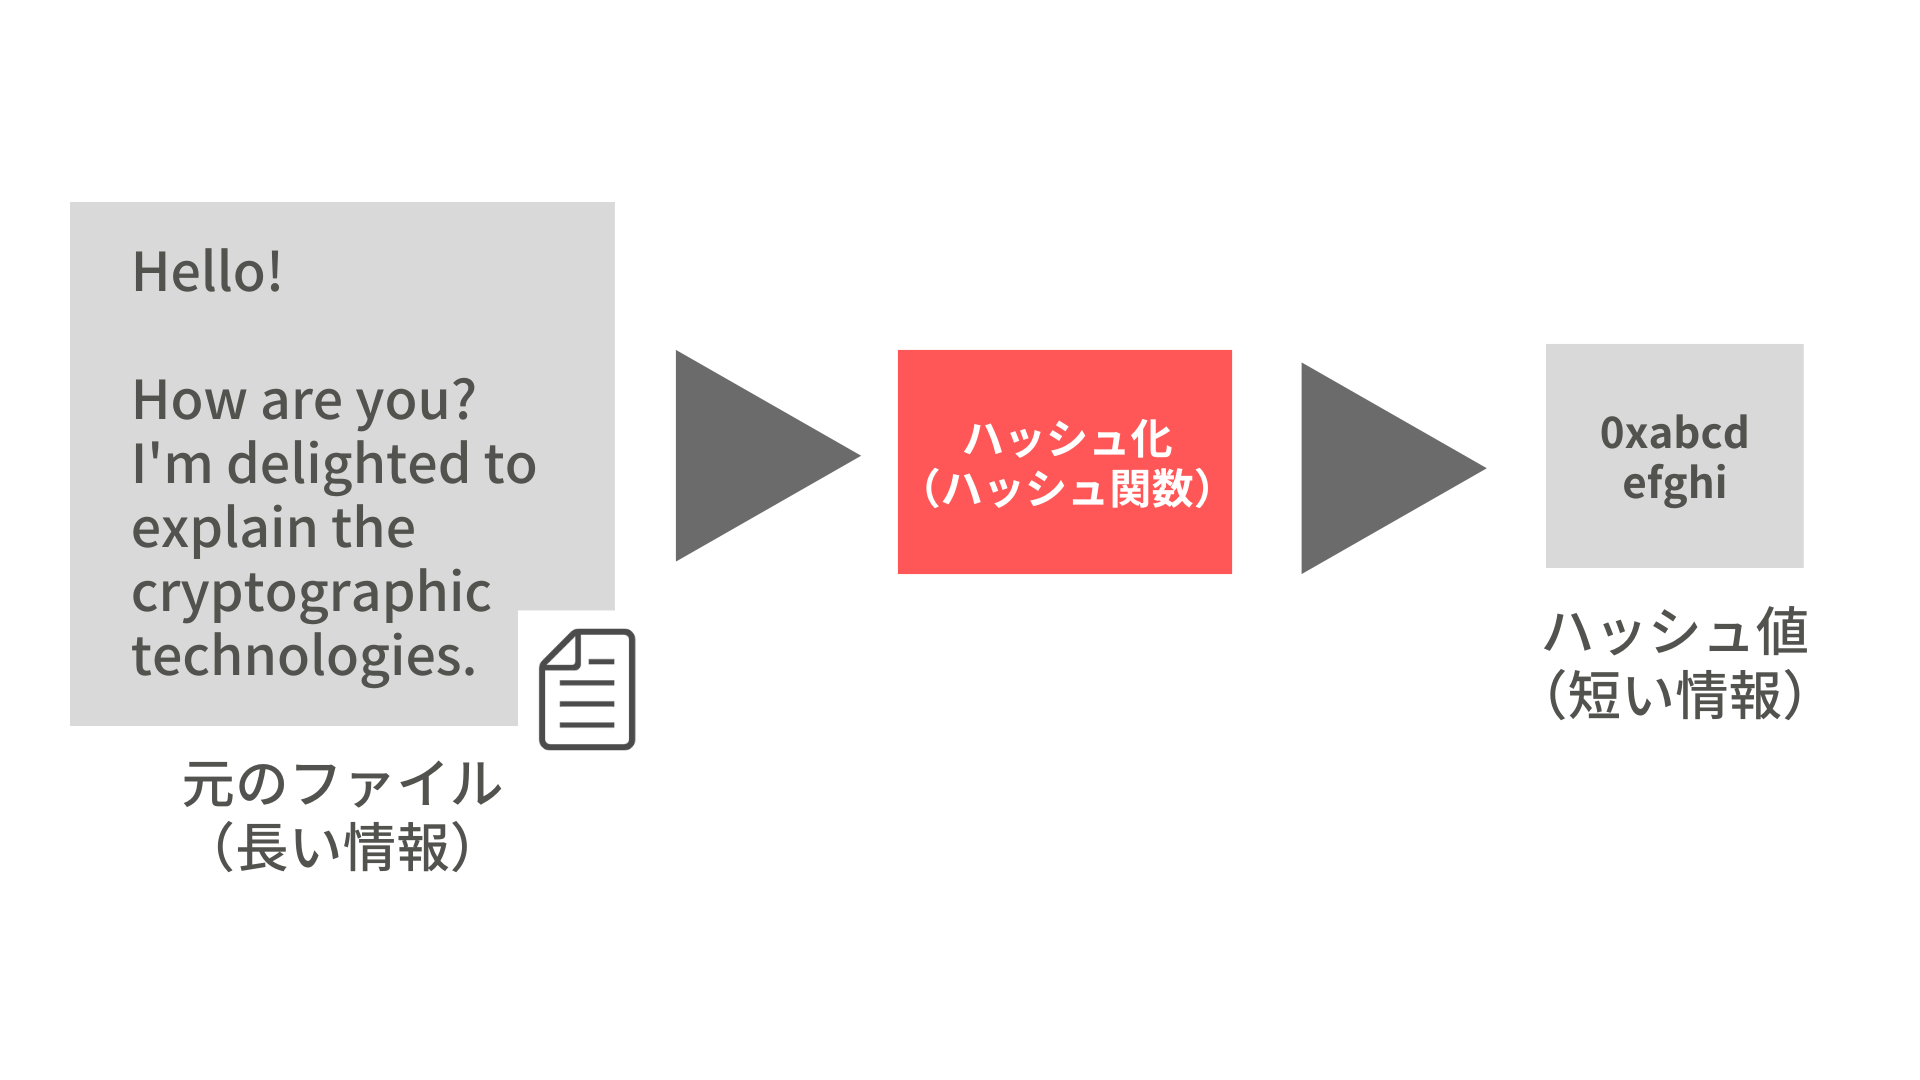 Hello!
How are you?
I'm delighted to
explain the
cryptographic
technologies.
元のファイル
（長い情報）
ハッシュ化
（ハッシュ関数）
0xabcd
efghi
ハッシュ値
（短い情報）